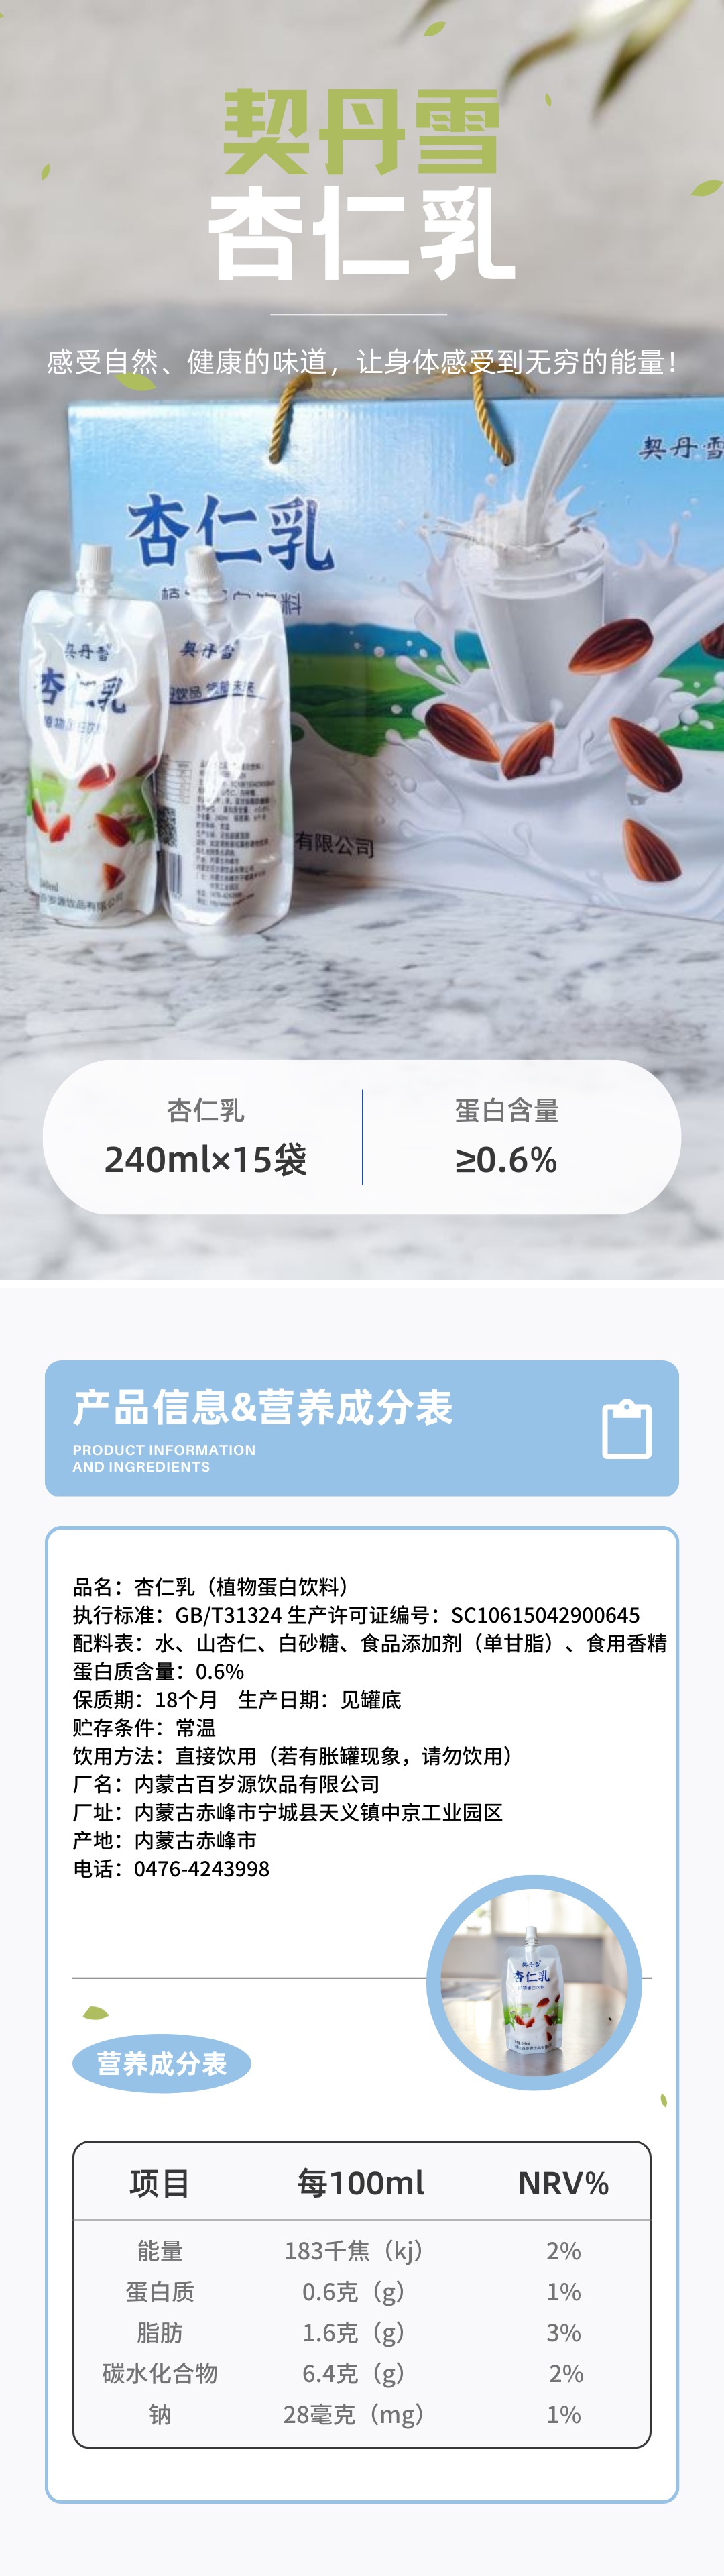 契丹雪
杏仁乳
感受自然、健康的味道，让身体感受到无穷的能量！
契丹雪
杏仁乳
契丹雪
契丹雪
杏仁乳
植物蛋白饮料
有限公司
杏仁乳
240ml×15袋
蛋白含量
≥0.6%
产品信息&营养成分表
PRODUCT INFORMATION
AND INGREDIENTS
品名：杏仁乳（植物蛋白饮料）
执行标准：GB/T31324 生产许可证编号：SC10615042900645
配料表：水、山杏仁、白砂糖、食品添加剂（单甘脂）、食用香精
蛋白质含量：0.6%
保质期：18个月 生产日期：见罐底
贮存条件：常温
饮用方法：直接饮用（若有胀罐现象，请勿饮用）
厂名：内蒙古百岁源饮品有限公司
厂址：内蒙古赤峰市宁城县天义镇中京工业园区
产地：内蒙古赤峰市
电话：0476-4243998
契丹雪
杏仁乳
营养成分表
项目 每100ml NRV%
能量 183千焦（kj） 2%
蛋白质 0.6克（g） 1%
脂肪 1.6克（g） 3%
碳水化合物 6.4克（g） 2%
钠 28毫克（mg） 1%